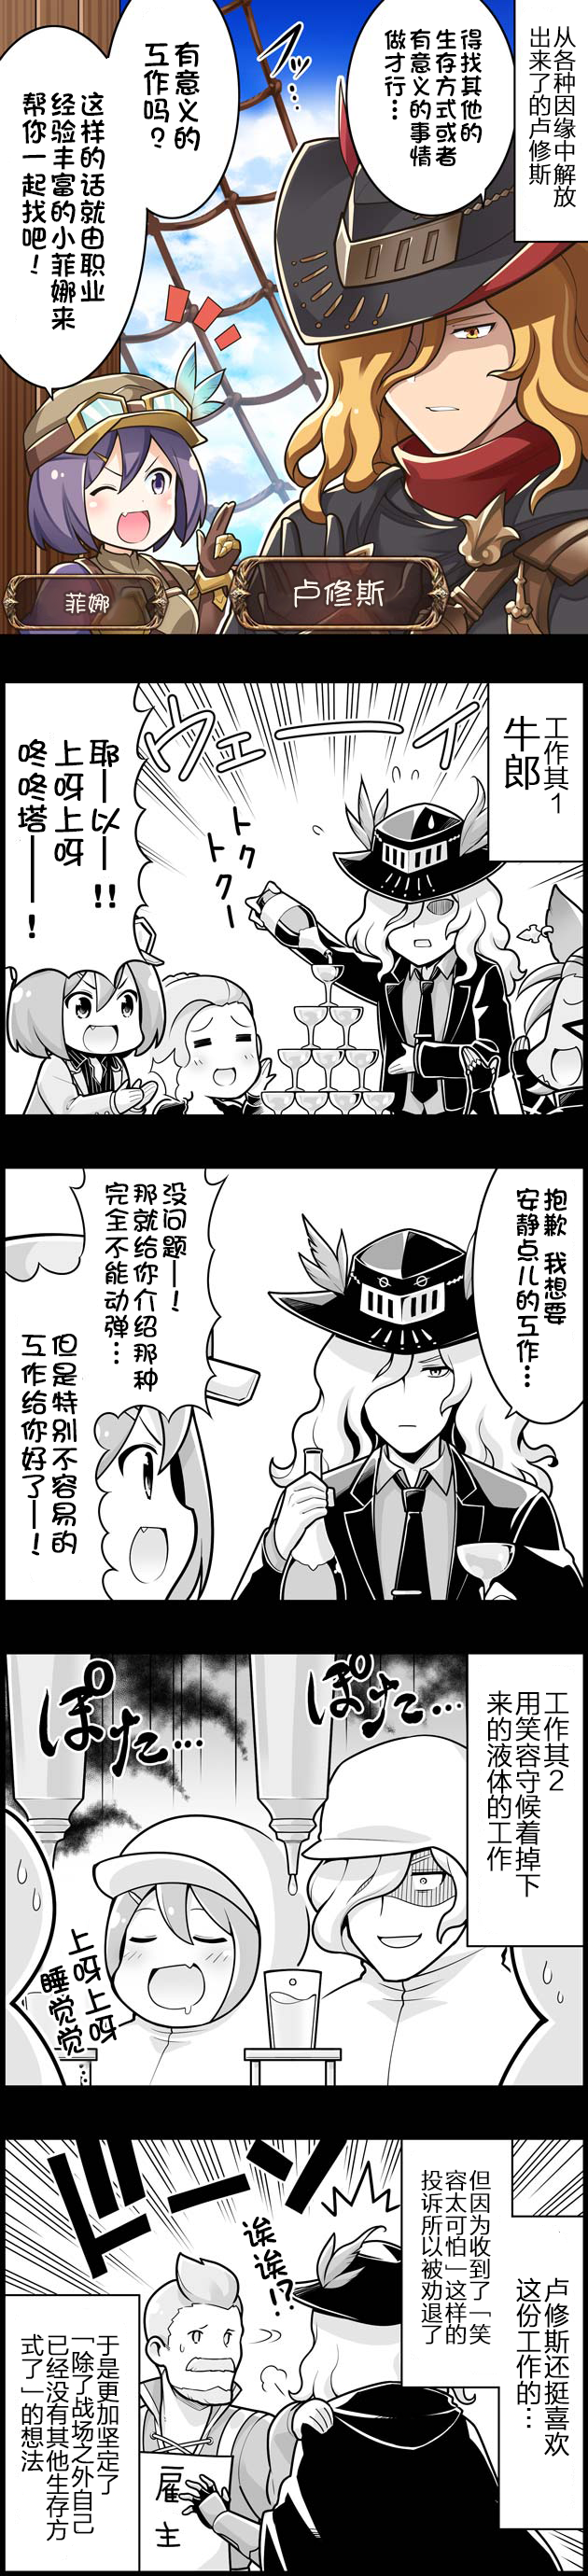 从各种因缘中解放
出来了的卢修斯
得找其他的
生存方式或者
有意义的事情
做才行…
有意义的
工作吗？
这样的话就由职业
经验丰富的小菲娜来
帮你一起找吧！
卢修斯
菲娜
工作其1
牛郎
ウェーーイ
トク
トクー
耶—以—!!
上呀上呀
咚咚塔——！
抱歉 我想要
安静点儿的工作…
没问题—！
那就给你介绍那种
完全不能动弹…
但是特别不容易的
工作给你好了—！
工作其2
用笑容守候着掉下
来的液体的工作
ぽた…
ぽた…
上呀上呀
睡觉觉
卢修斯还挺喜欢
这份工作的…
但因为收到了「笑
容太可怕」这样的
投诉所以被劝退了
ドーン
诶诶!?
雇主
于是更加坚定了
「除了战场之外自己
已经没有其他生存方
式了」的想法